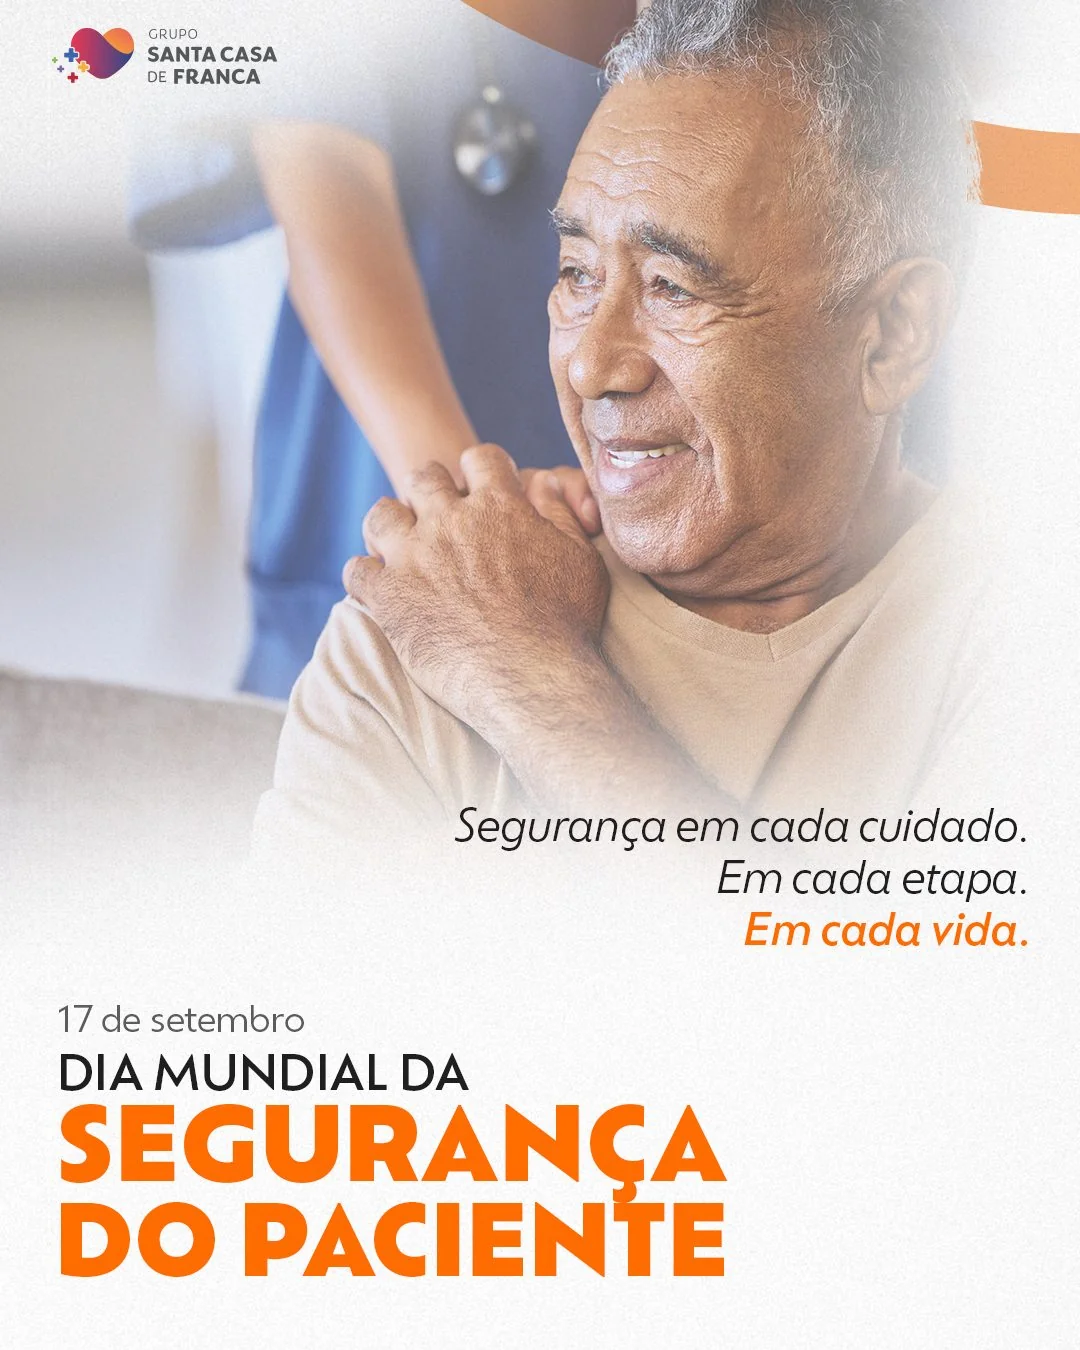 GRUPO
SANTA CASA
DE FRANCA
Segurança em cada cuidado.
Em cada etapa.
Em cada vida.
17 de setembro
DIA MUNDIAL DA
SEGURANÇA
DO PACIENTE